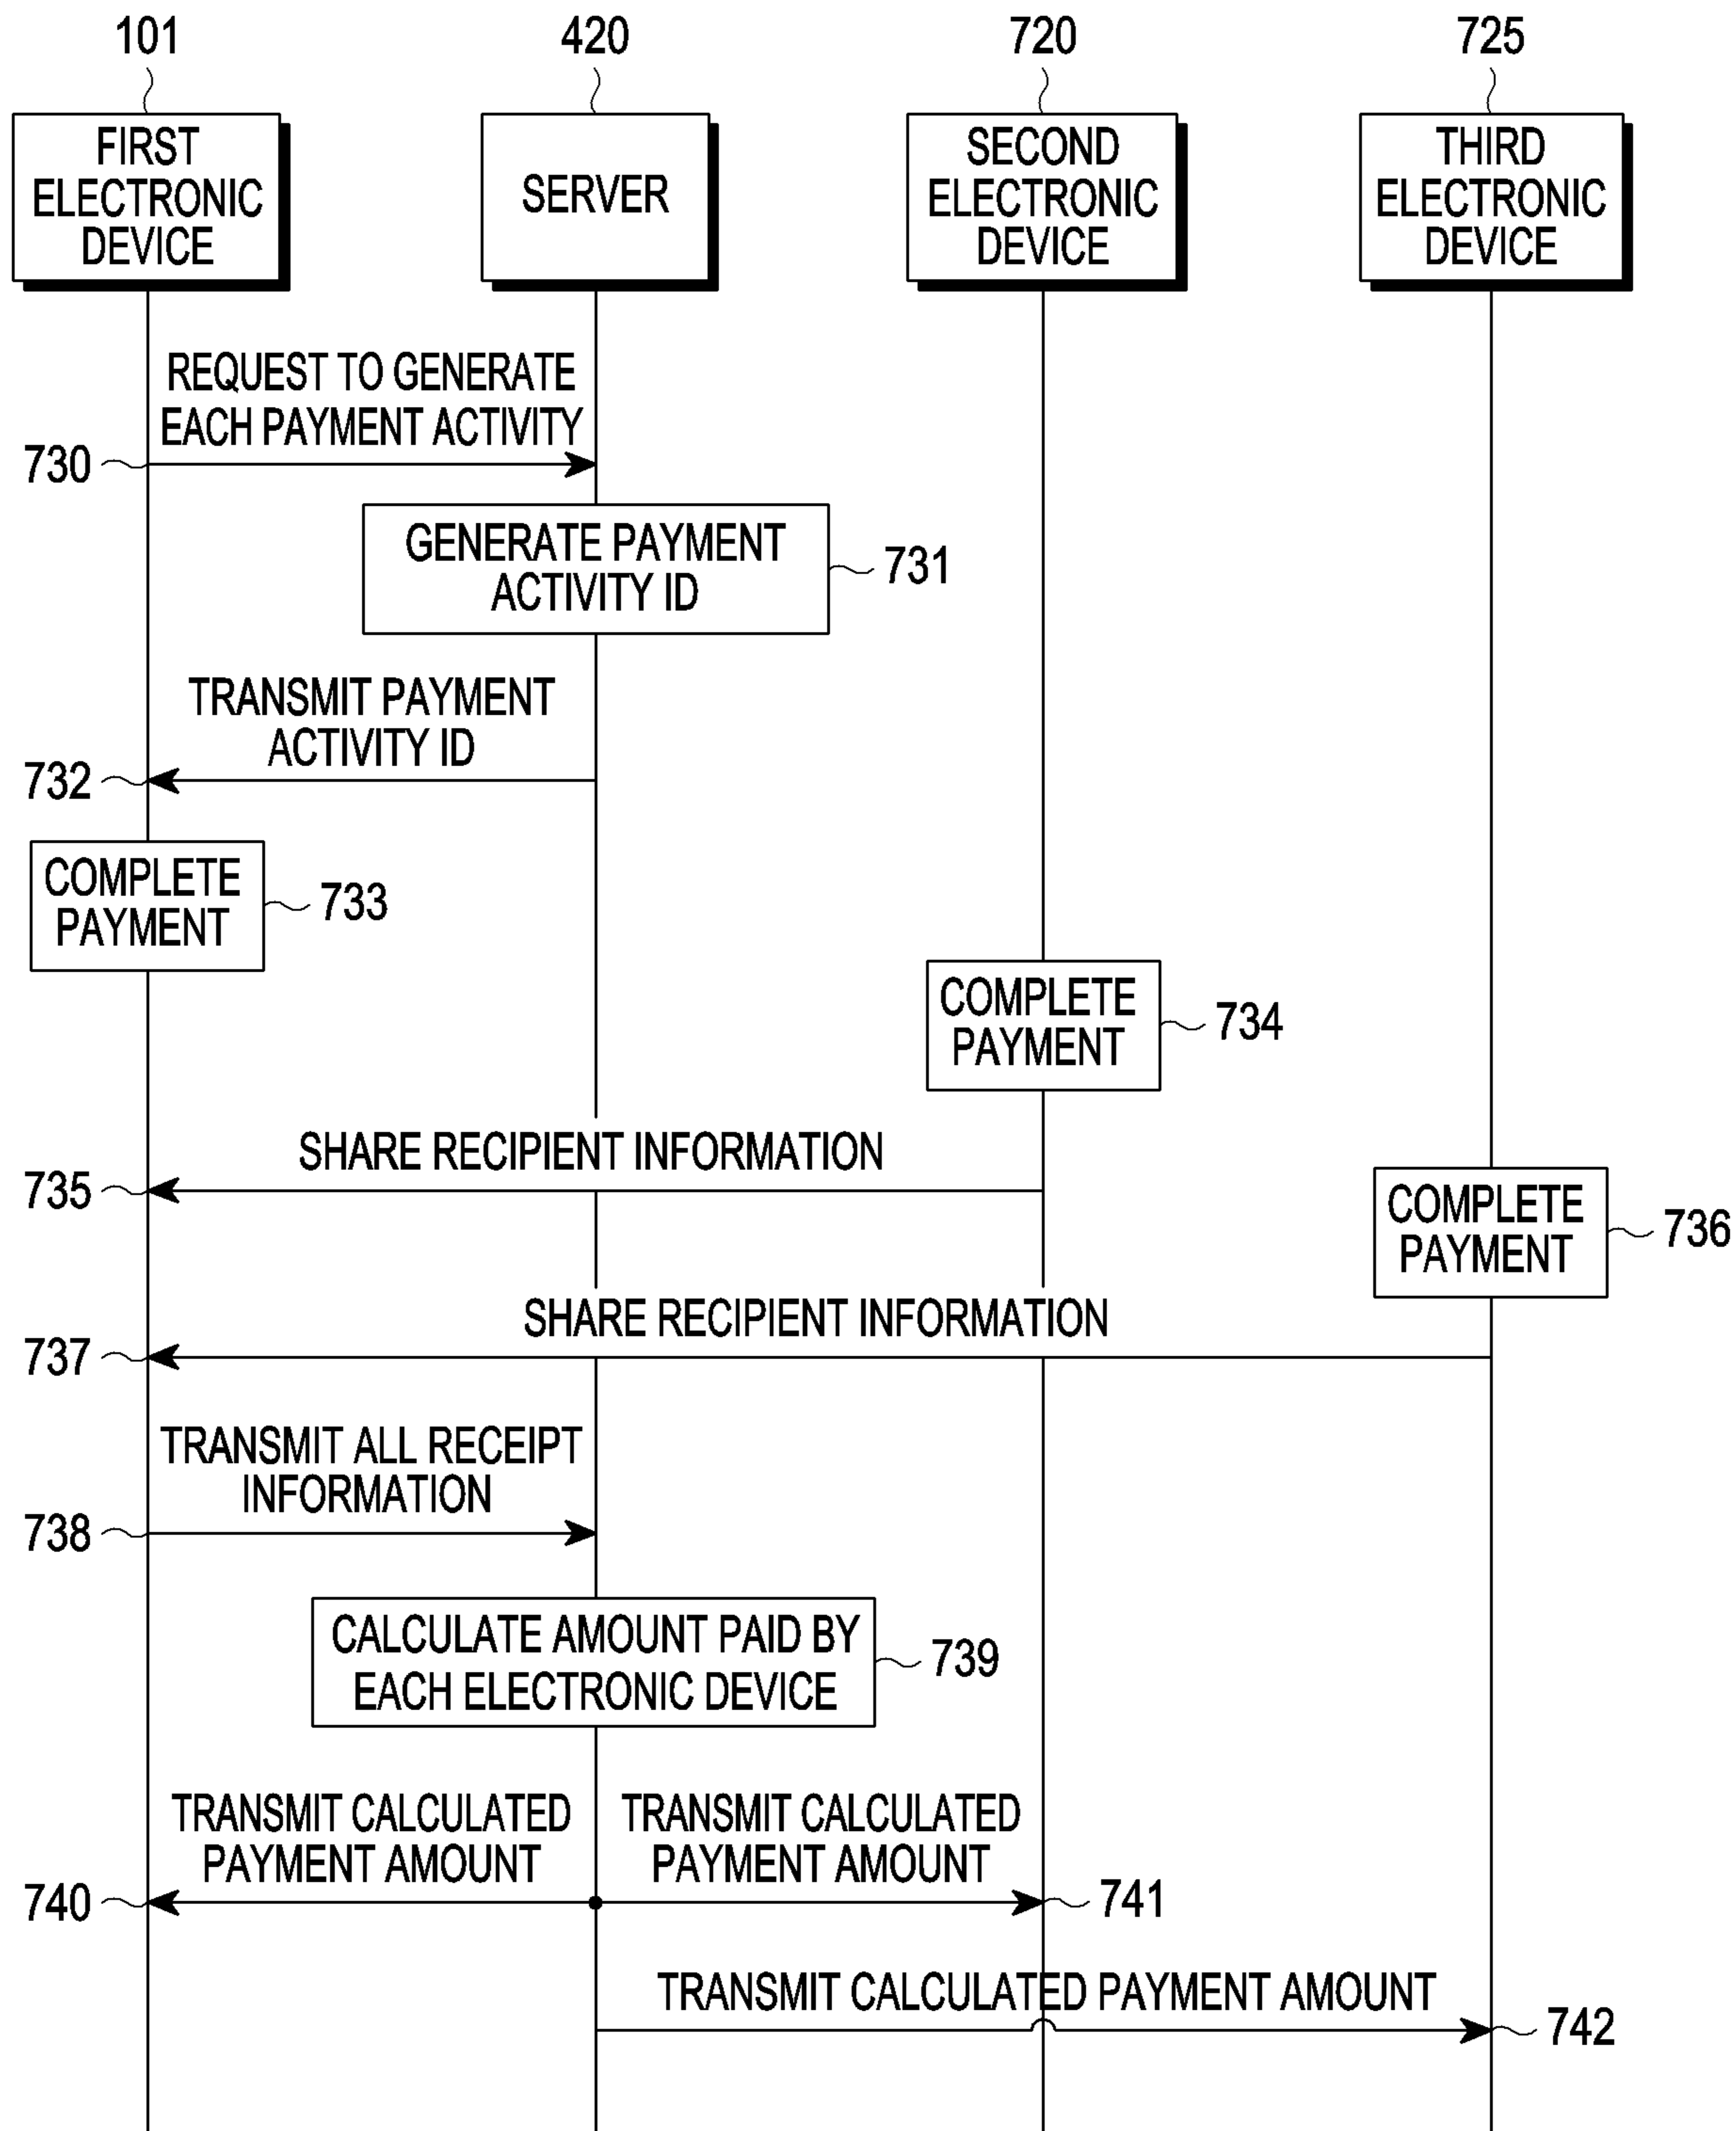 101
420
720
725
FIRST
ELECTRONIC
DEVICE
SERVER
SECOND
ELECTRONIC
DEVICE
THIRD
ELECTRONIC
DEVICE
REQUEST TO GENERATE
EACH PAYMENT ACTIVITY
730
GENERATE PAYMENT
ACTIVITY ID
731
TRANSMIT PAYMENT
ACTIVITY ID
732
COMPLETE
PAYMENT
733
COMPLETE
PAYMENT
734
SHARE RECIPIENT INFORMATION
735
COMPLETE
PAYMENT
736
SHARE RECIPIENT INFORMATION
737
TRANSMIT ALL RECEIPT
INFORMATION
738
CALCULATE AMOUNT PAID BY
EACH ELECTRONIC DEVICE
739
TRANSMIT CALCULATED
PAYMENT AMOUNT
740
TRANSMIT CALCULATED
PAYMENT AMOUNT
741
TRANSMIT CALCULATED PAYMENT AMOUNT
742